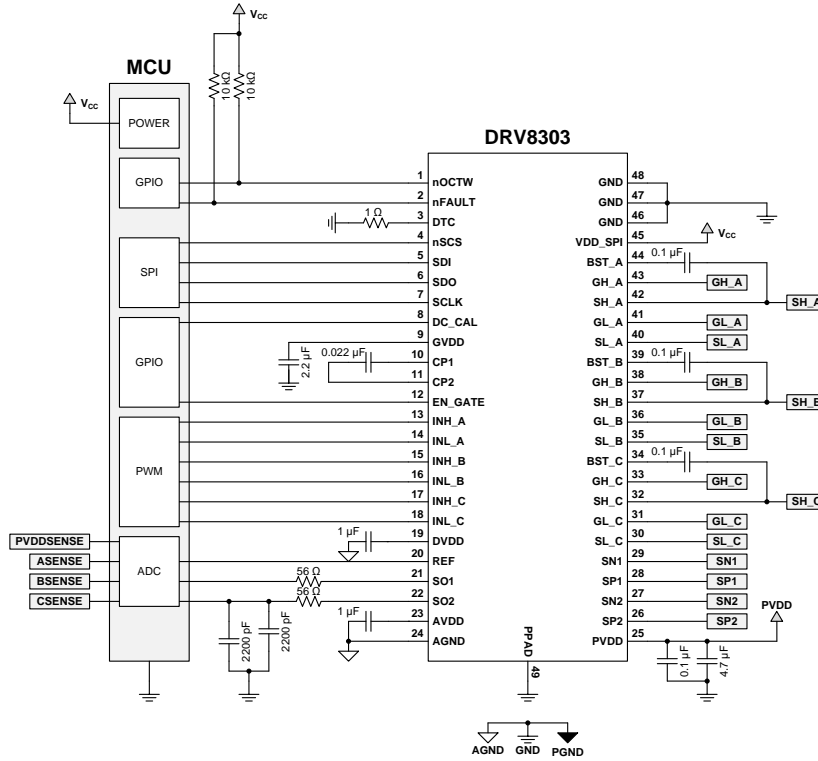 VCC
MCU
10 kΩ
10 kΩ
VCC
POWER
GPIO
SPI
GPIO
PWM
ADC
PVDDSENSE
ASENSE
BSENSE
CSENSE
1 Ω
2.2 µF
0.022 µF
1 µF
56 Ω
56 Ω
2200 pF
2200 pF
1 µF
DRV8303
1 nOCTW
2 nFAULT
3 DTC
4 nSCS
5 SDI
6 SDO
7 SCLK
8 DC_CAL
9 GVDD
10 CP1
11 CP2
12 EN_GATE
13 INH_A
14 INL_A
15 INH_B
16 INL_B
17 INH_C
18 INL_C
19 DVDD
20 REF
21 SO1
22 SO2
23 AVDD
24 AGND
GND 48
GND 47
GND 46
VDD_SPI 45
VCC
BST_A 44 0.1 µF
GH_A 43 GH_A
SH_A 42 SH_A
GL_A 41 GL_A
SL_A 40 SL_A
BST_B 39 0.1 µF
GH_B 38 GH_B
SH_B 37 SH_B
GL_B 36 GL_B
SL_B 35 SL_B
BST_C 34 0.1 µF
GH_C 33 GH_C
SH_C 32 SH_C
GL_C 31 GL_C
SL_C 30 SL_C
SN1 29 SN1
SP1 28 SP1
SN2 27 SN2
SP2 26 SP2
PVDD 25
PVDD
0.1 µF
4.7 µF
PPAD
49
AGND GND PGND